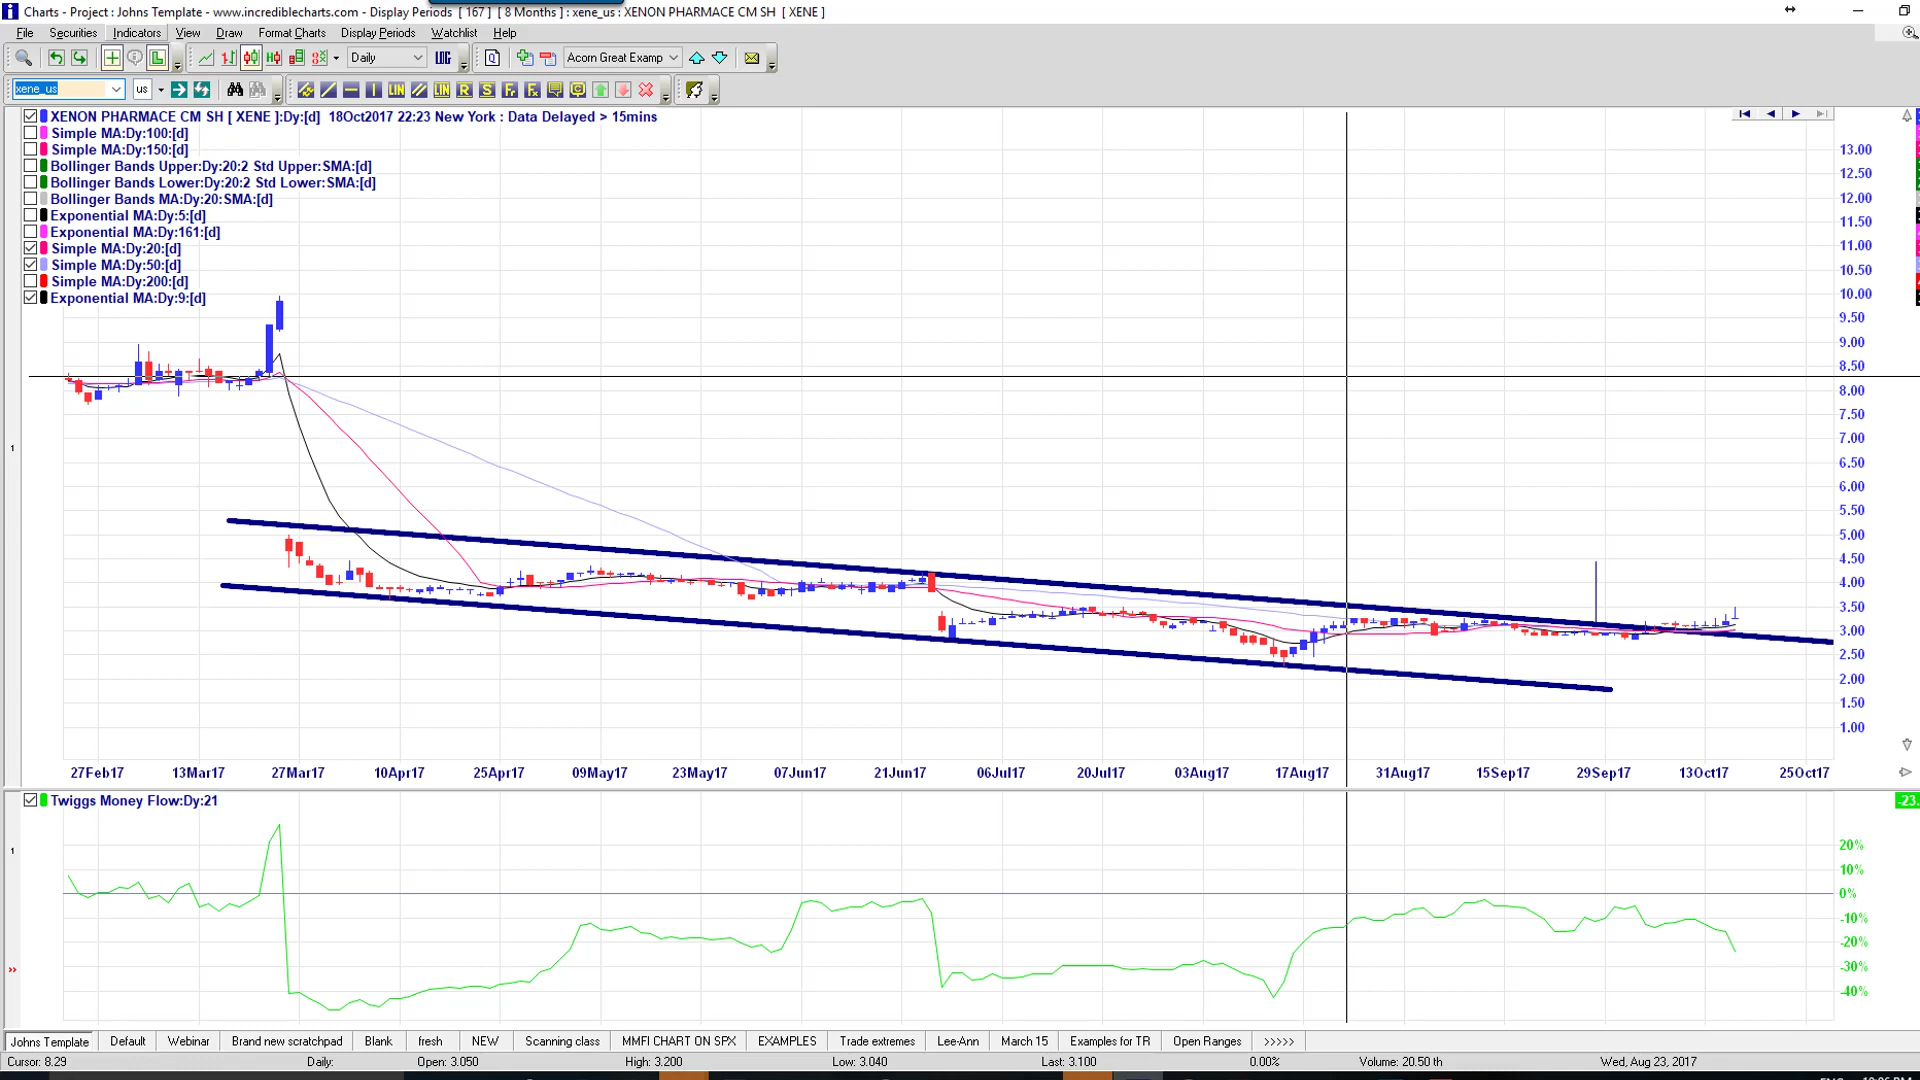 Charts - Project : Johns Template - www.incrediblecharts.com - Display Periods [ 167 ] [ 8 Months ] : xene_us : XENON PHARMACE CM SH [ XENE ]
File Securities Indicators View Draw Format Charts Display Periods Watchlist Help
Daily LOG Q Acorn Great Examp
xene_us us LIN LIN R S
XENON PHARMACE CM SH [ XENE ]:Dy:[d] 18Oct2017 22:23 New York : Data Delayed > 15mins
Simple MA:Dy:100:[d]
Simple MA:Dy:150:[d]
Bollinger Bands Upper:Dy:20:2 Std Upper:SMA:[d]
Bollinger Bands Lower:Dy:20:2 Std Lower:SMA:[d]
Bollinger Bands MA:Dy:20:SMA:[d]
Exponential MA:Dy:5:[d]
Exponential MA:Dy:161:[d]
Simple MA:Dy:20:[d]
Simple MA:Dy:50:[d]
Simple MA:Dy:200:[d]
Exponential MA:Dy:9:[d]
13.00
12.50
12.00
11.50
11.00
10.50
10.00
9.50
9.00
8.50
8.00
7.50
7.00
6.50
6.00
5.50
5.00
4.50
4.00
3.50
3.00
2.50
2.00
1.50
1.00
1
27Feb17 13Mar17 27Mar17 10Apr17 25Apr17 09May17 23May17 07Jun17 21Jun17 06Jul17 20Jul17 03Aug17 17Aug17 31Aug17 15Sep17 29Sep17 13Oct17 25Oct17
Twiggs Money Flow:Dy:21
-23.
1
20%
10%
0%
-10%
-20%
-30%
-40%
Johns Template Default Webinar Brand new scratchpad Blank fresh NEW Scanning class MMFI CHART ON SPX EXAMPLES Trade extremes Lee-Ann March 15 Examples for TR Open Ranges >>>>>
Cursor: 8.29 Daily: Open: 3.050 High: 3.200 Low: 3.040 Last: 3.100 0.00% Volume: 20.50 th Wed, Aug 23, 2017